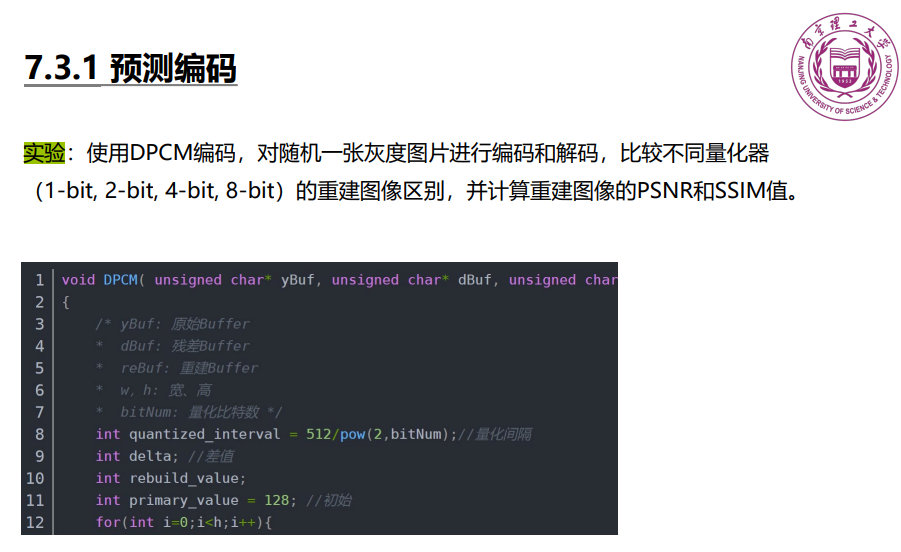 7.3.1 预测编码
南京理工大学
NANJING UNIVERSITY OF SCIENCE & TECHNOLOGY
1953
实验：使用DPCM编码，对随机一张灰度图片进行编码和解码，比较不同量化器
（1-bit, 2-bit, 4-bit, 8-bit）的重建图像区别，并计算重建图像的PSNR和SSIM值。
1 void DPCM( unsigned char* yBuf, unsigned char* dBuf, unsigned char
2 {
3 /* yBuf: 原始Buffer
4 * dBuf: 残差Buffer
5 * reBuf: 重建Buffer
6 * w，h: 宽、高
7 * bitNum: 量化比特数 */
8 int quantized_interval = 512/pow(2,bitNum);//量化间隔
9 int delta; //差值
10 int rebuild_value;
11 int primary_value = 128; //初始
12 for(int i=0;i<h;i++){